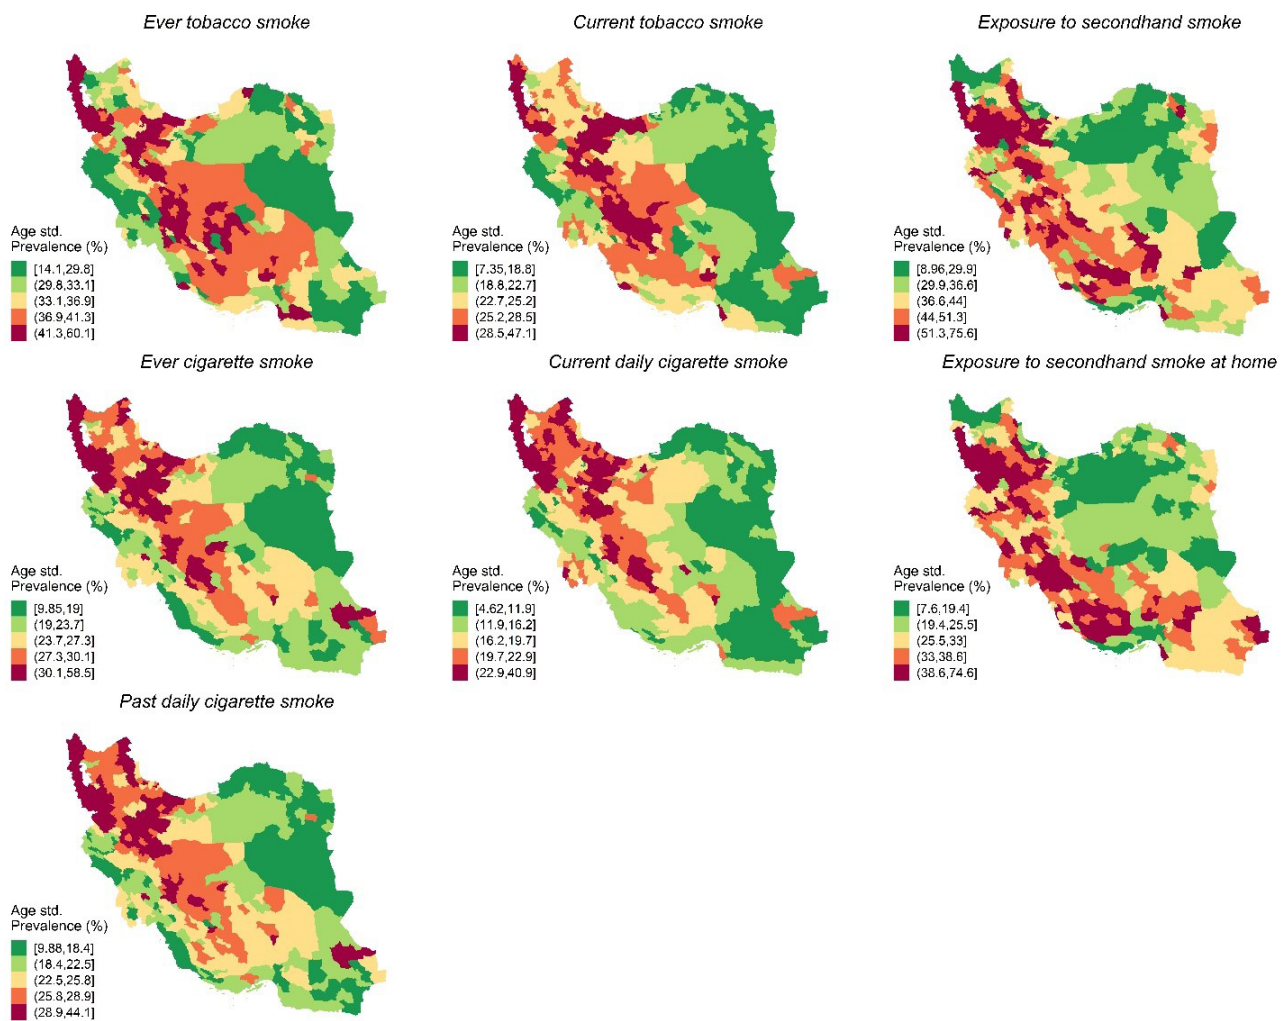 Ever tobacco smoke
Current tobacco smoke
Exposure to secondhand smoke
Age std.
Prevalence (%)
[14.1,29.8]
(29.8,33.1]
(33.1,36.9]
(36.9,41.3]
(41.3,60.1]
Age std.
Prevalence (%)
[7.35,18.8]
(18.8,22.7]
(22.7,25.2]
(25.2,28.5]
(28.5,47.1]
Age std.
Prevalence (%)
[8.96,29.9]
(29.9,36.6]
(36.6,44]
(44,51.3]
(51.3,75.6]
Ever cigarette smoke
Current daily cigarette smoke
Exposure to secondhand smoke at home
Age std.
Prevalence (%)
[9.85,19]
(19,23.7]
(23.7,27.3]
(27.3,30.1]
(30.1,58.5]
Age std.
Prevalence (%)
[4.62,11.9]
(11.9,16.2]
(16.2,19.7]
(19.7,22.9]
(22.9,40.9]
Age std.
Prevalence (%)
[7.6,19.4]
(19.4,25.5]
(25.5,33]
(33,38.6]
(38.6,74.6]
Past daily cigarette smoke
Age std.
Prevalence (%)
[9.88,18.4]
(18.4,22.5]
(22.5,25.8]
(25.8,28.9]
(28.9,44.1]